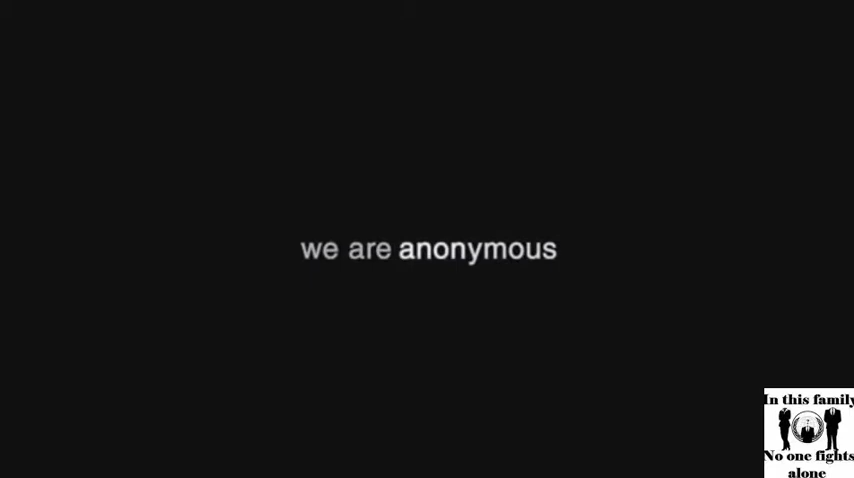 we are anonymous
In this family
No one fights
alone